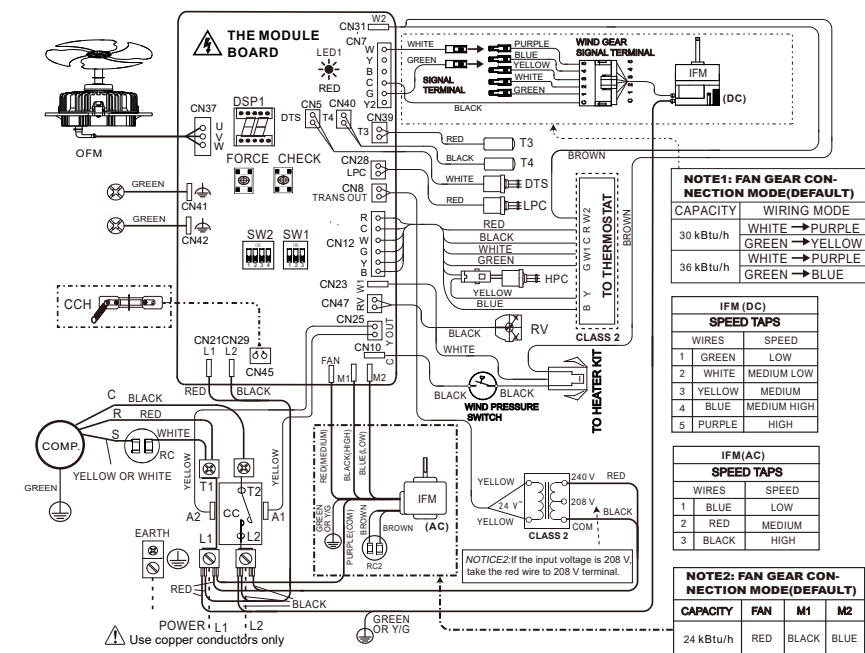 W2
CN31
THE MODULE
BOARD
LED1
RED
CN7
W
Y
B
C
G
Y2
WHITE
GREEN
BLACK
SIGNAL
TERMINAL
PURPLE
BLUE
YELLOW
WHITE
GREEN
WIND GEAR
SIGNAL TERMINAL
IFM
(DC)
OFM
CN37
U
V
W
DSP1
FORCE CHECK
CN5
DTS
CN40
T4
CN39
T3
RED T3
BLACK T4
WHITE DTS
RED LPC
BROWN
BROWN
CN28
LPC
CN8
TRANS OUT
GREEN
CN41
GREEN
CN42
SW2 SW1
CN12
R
C
W
G
Y
B
RED
BLACK
WHITE
GREEN
HPC
YELLOW
BLUE
B Y G W1 C R W2
TO THERMOSTAT
CLASS 2
CN23
W1
CN47
RV
CN25
Y OUT
C
CN10
BLACK
RV
WHITE
BLACK
BLACK
WIND PRESSURE
SWITCH
TO HEATER KIT
CCH
CN45
CN21 CN29
L1 L2
RED
BLACK
FAN
M1
M2
COMP.
C BLACK
R RED
S WHITE
RC
YELLOW OR WHITE
GREEN
YELLOW
YELLOW
T1
T2
CC
A2
A1
L1
L2
EARTH
RED
BLACK
POWER L1 L2
Use copper conductors only
RED(MEDIUM)
BLACK(HIGH)
BLUE(LOW)
GREEN
OR Y/G
PURPLE(COM)
BROWN
BROWN
RC2
IFM
(AC)
GREEN
OR Y/G
YELLOW
YELLOW
24 V~
240 V RED
208 V
BLACK
COM
CLASS 2
NOTICE2:If the input voltage is 208 V,
take the red wire to 208 V terminal.
NOTE1: FAN GEAR CON-
NECTION MODE(DEFAULT)
CAPACITY WIRING MODE
30 kBtu/h WHITE → PURPLE
GREEN → YELLOW
36 kBtu/h WHITE → PURPLE
GREEN → BLUE
IFM (DC)
SPEED TAPS
WIRES SPEED
1 GREEN LOW
2 WHITE MEDIUM LOW
3 YELLOW MEDIUM
4 BLUE MEDIUM HIGH
5 PURPLE HIGH
IFM(AC)
SPEED TAPS
WIRES SPEED
1 BLUE LOW
2 RED MEDIUM
3 BLACK HIGH
NOTE2: FAN GEAR CON-
NECTION MODE(DEFAULT)
CAPACITY FAN M1 M2
24 kBtu/h RED BLACK BLUE